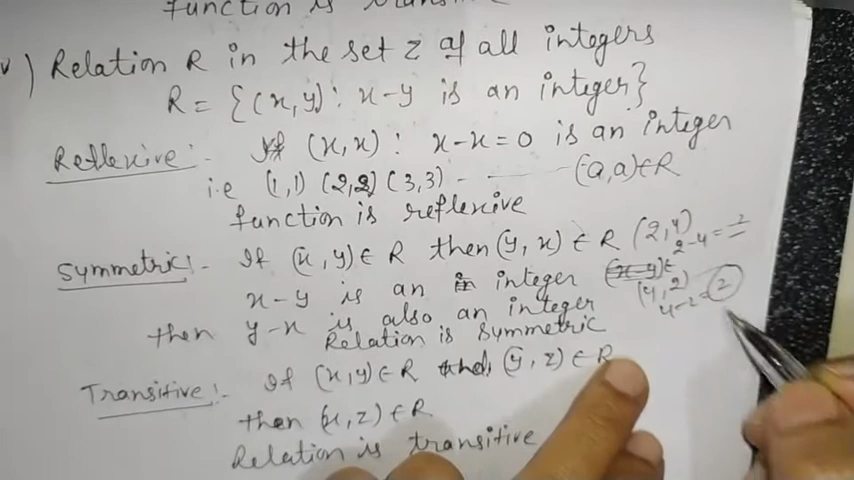 function is
v) Relation R in the set Z of all integers
R = {(x,y): x-y is an integer}
Reflexive:- If (x,x): x-x=0 is an integer
i.e (1,1) (2,2) (3,3) - - - - - - (a,a)∈R
function is reflexive
Symmetric:- If (x,y)∈ R then (y,x) ∈ R (2,4)
2-4=-2
x-y is an integer (x-y)∈
(4,2)
4-2=2
then y-x is also an integer
Relation is symmetric
Transitive:- If (x,y)∈R and, (y,z) ∈ R
then (x,z)∈R
Relation is transitive